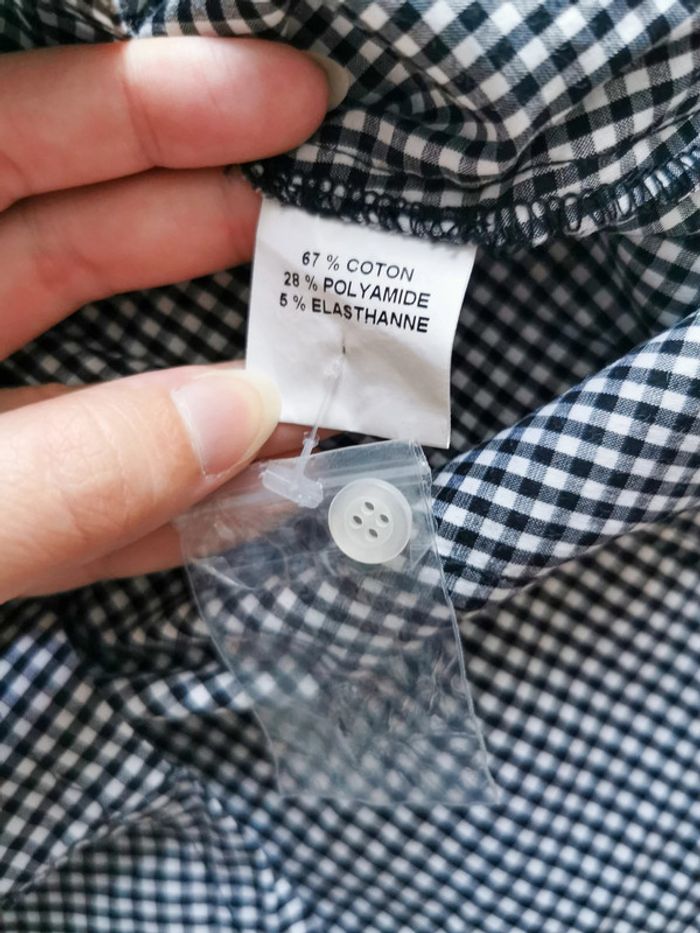 67 % COTON
28 % POLYAMIDE
5 % ELASTHANNE